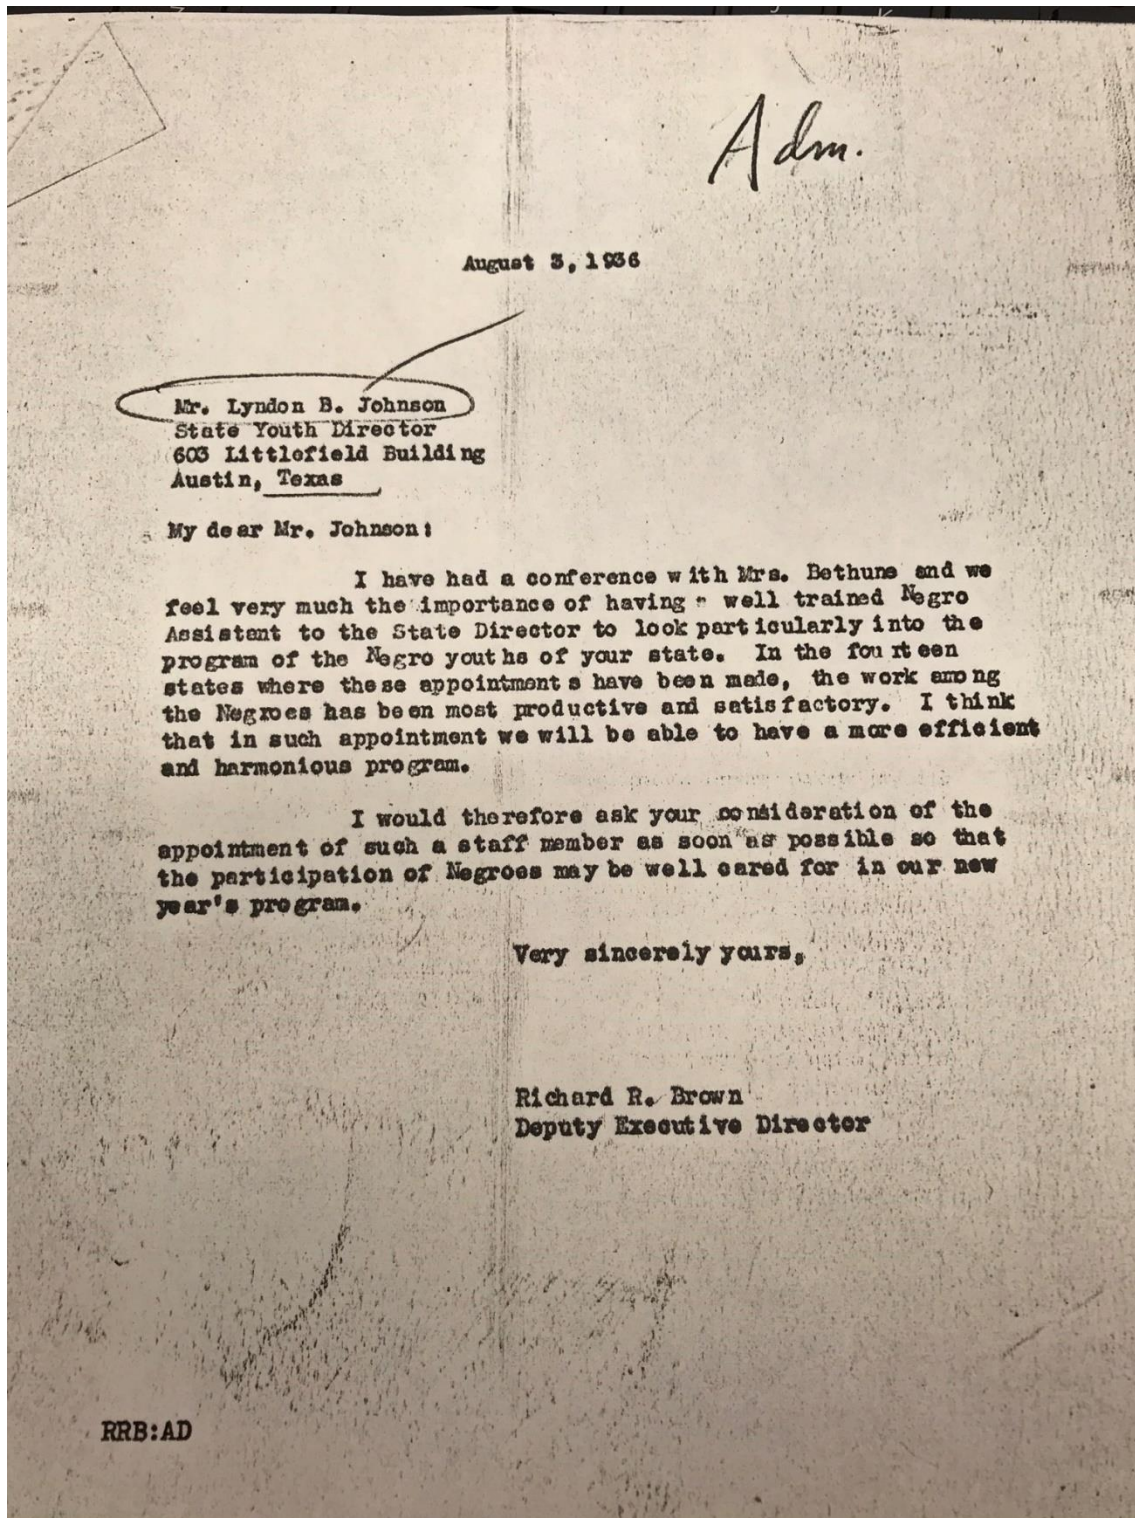 Adm.
August 3, 1936
Mr. Lyndon B. Johnson
State Youth Director
603 Littlefield Building
Austin, Texas
My dear Mr. Johnson:
I have had a conference with Mrs. Bethune and we
feel very much the importance of having a well trained Negro
Assistant to the State Director to look particularly into the
program of the Negro youths of your state. In the fourteen
states where these appointments have been made, the work among
the Negroes has been most productive and satisfactory. I think
that in such appointment we will be able to have a more efficient
and harmonious program.
I would therefore ask your consideration of the
appointment of such a staff member as soon as possible so that
the participation of Negroes may be well cared for in our new
year's program.
Very sincerely yours,
Richard R. Brown
Deputy Executive Director
RRB:AD